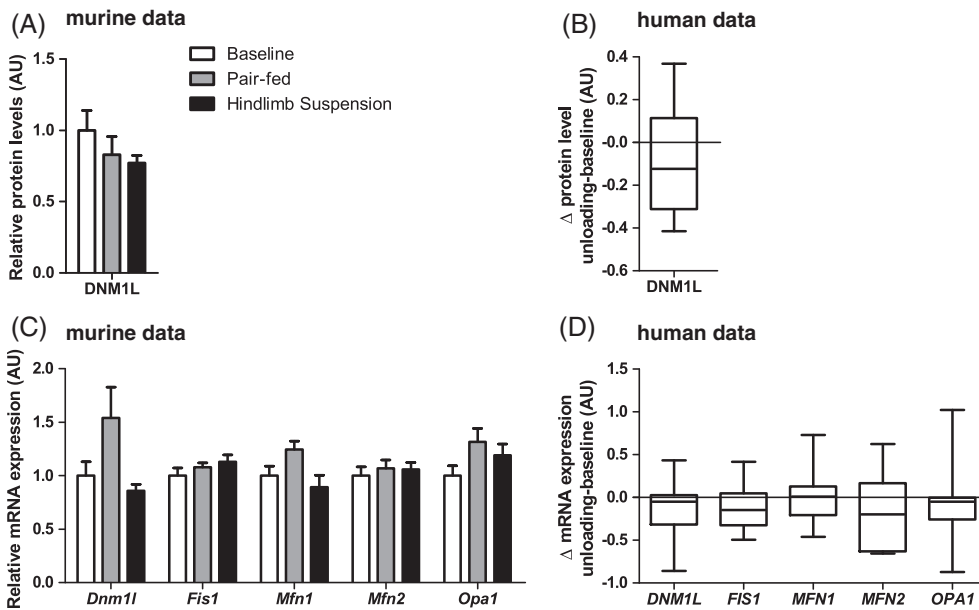 (A) murine data
Relative protein levels (AU)
1.5
1.0
0.5
0.0
DNM1L
Baseline
Pair-fed
Hindlimb Suspension
(B) human data
Δ protein level
unloading-baseline (AU)
0.4
0.2
-0.0
-0.2
-0.4
-0.6
DNM1L
(C) murine data
Relative mRNA expression (AU)
2.0
1.5
1.0
0.5
0.0
Dnm1l Fis1 Mfn1 Mfn2 Opa1
(D) human data
Δ mRNA expression
unloading-baseline (AU)
1.5
1.0
0.5
0.0
-0.5
-1.0
DNM1L FIS1 MFN1 MFN2 OPA1